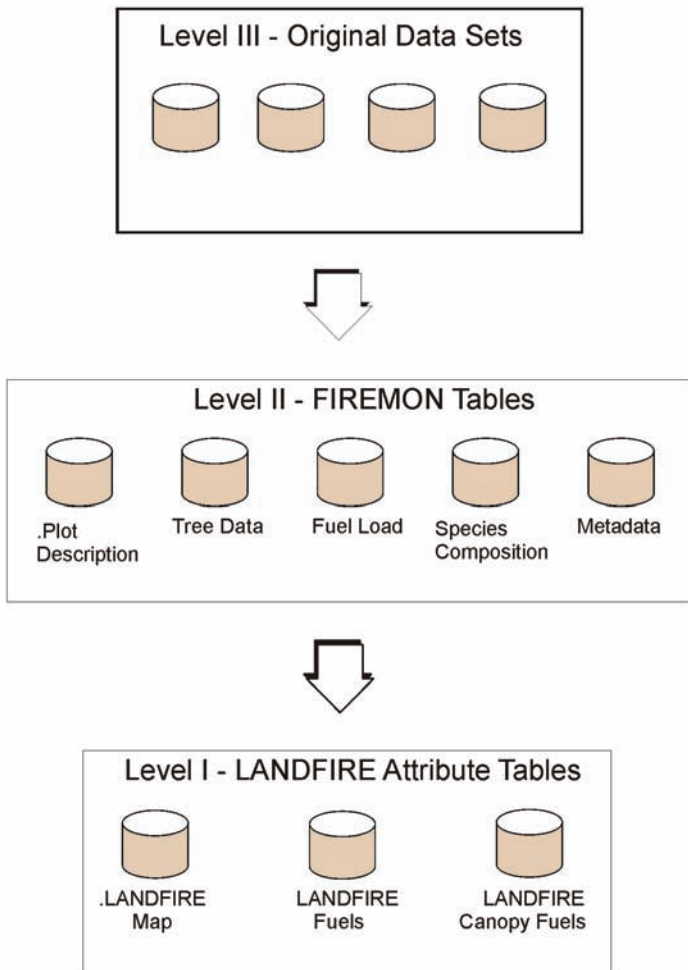 Level III - Original Data Sets
Level II - FIREMON Tables
.Plot
Description
Tree Data
Fuel Load
Species
Composition
Metadata
Level I - LANDFIRE Attribute Tables
.LANDFIRE
Map
LANDFIRE
Fuels
LANDFIRE
Canopy Fuels